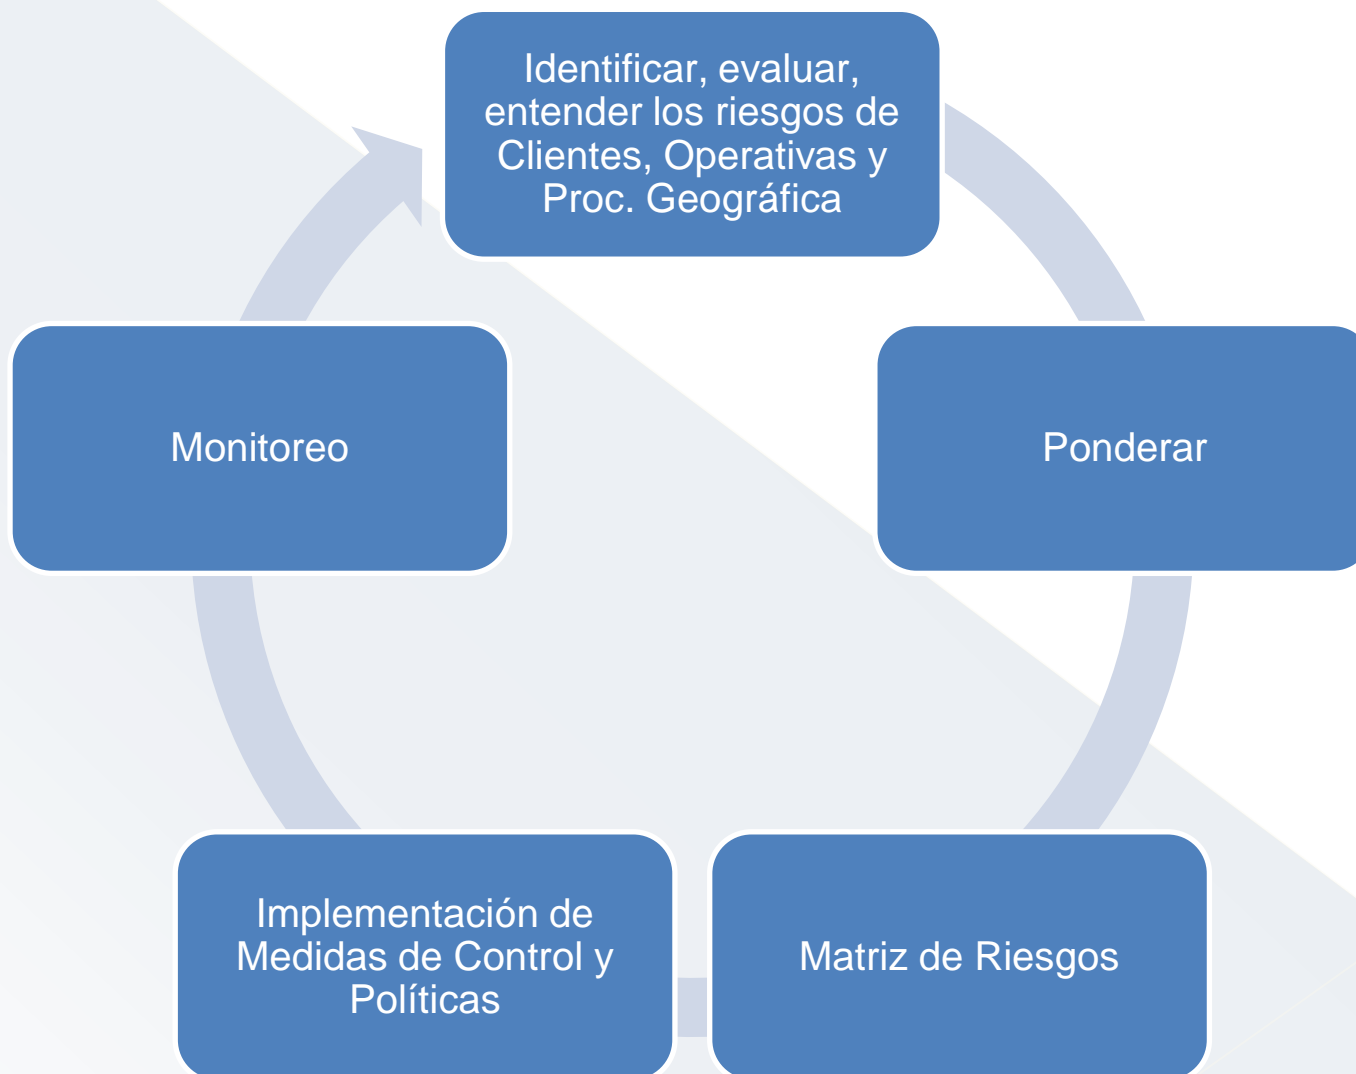 Identificar, evaluar,
entender los riesgos de
Clientes, Operativas y
Proc. Geográfica
Ponderar
Matriz de Riesgos
Implementación de
Medidas de Control y
Políticas
Monitoreo